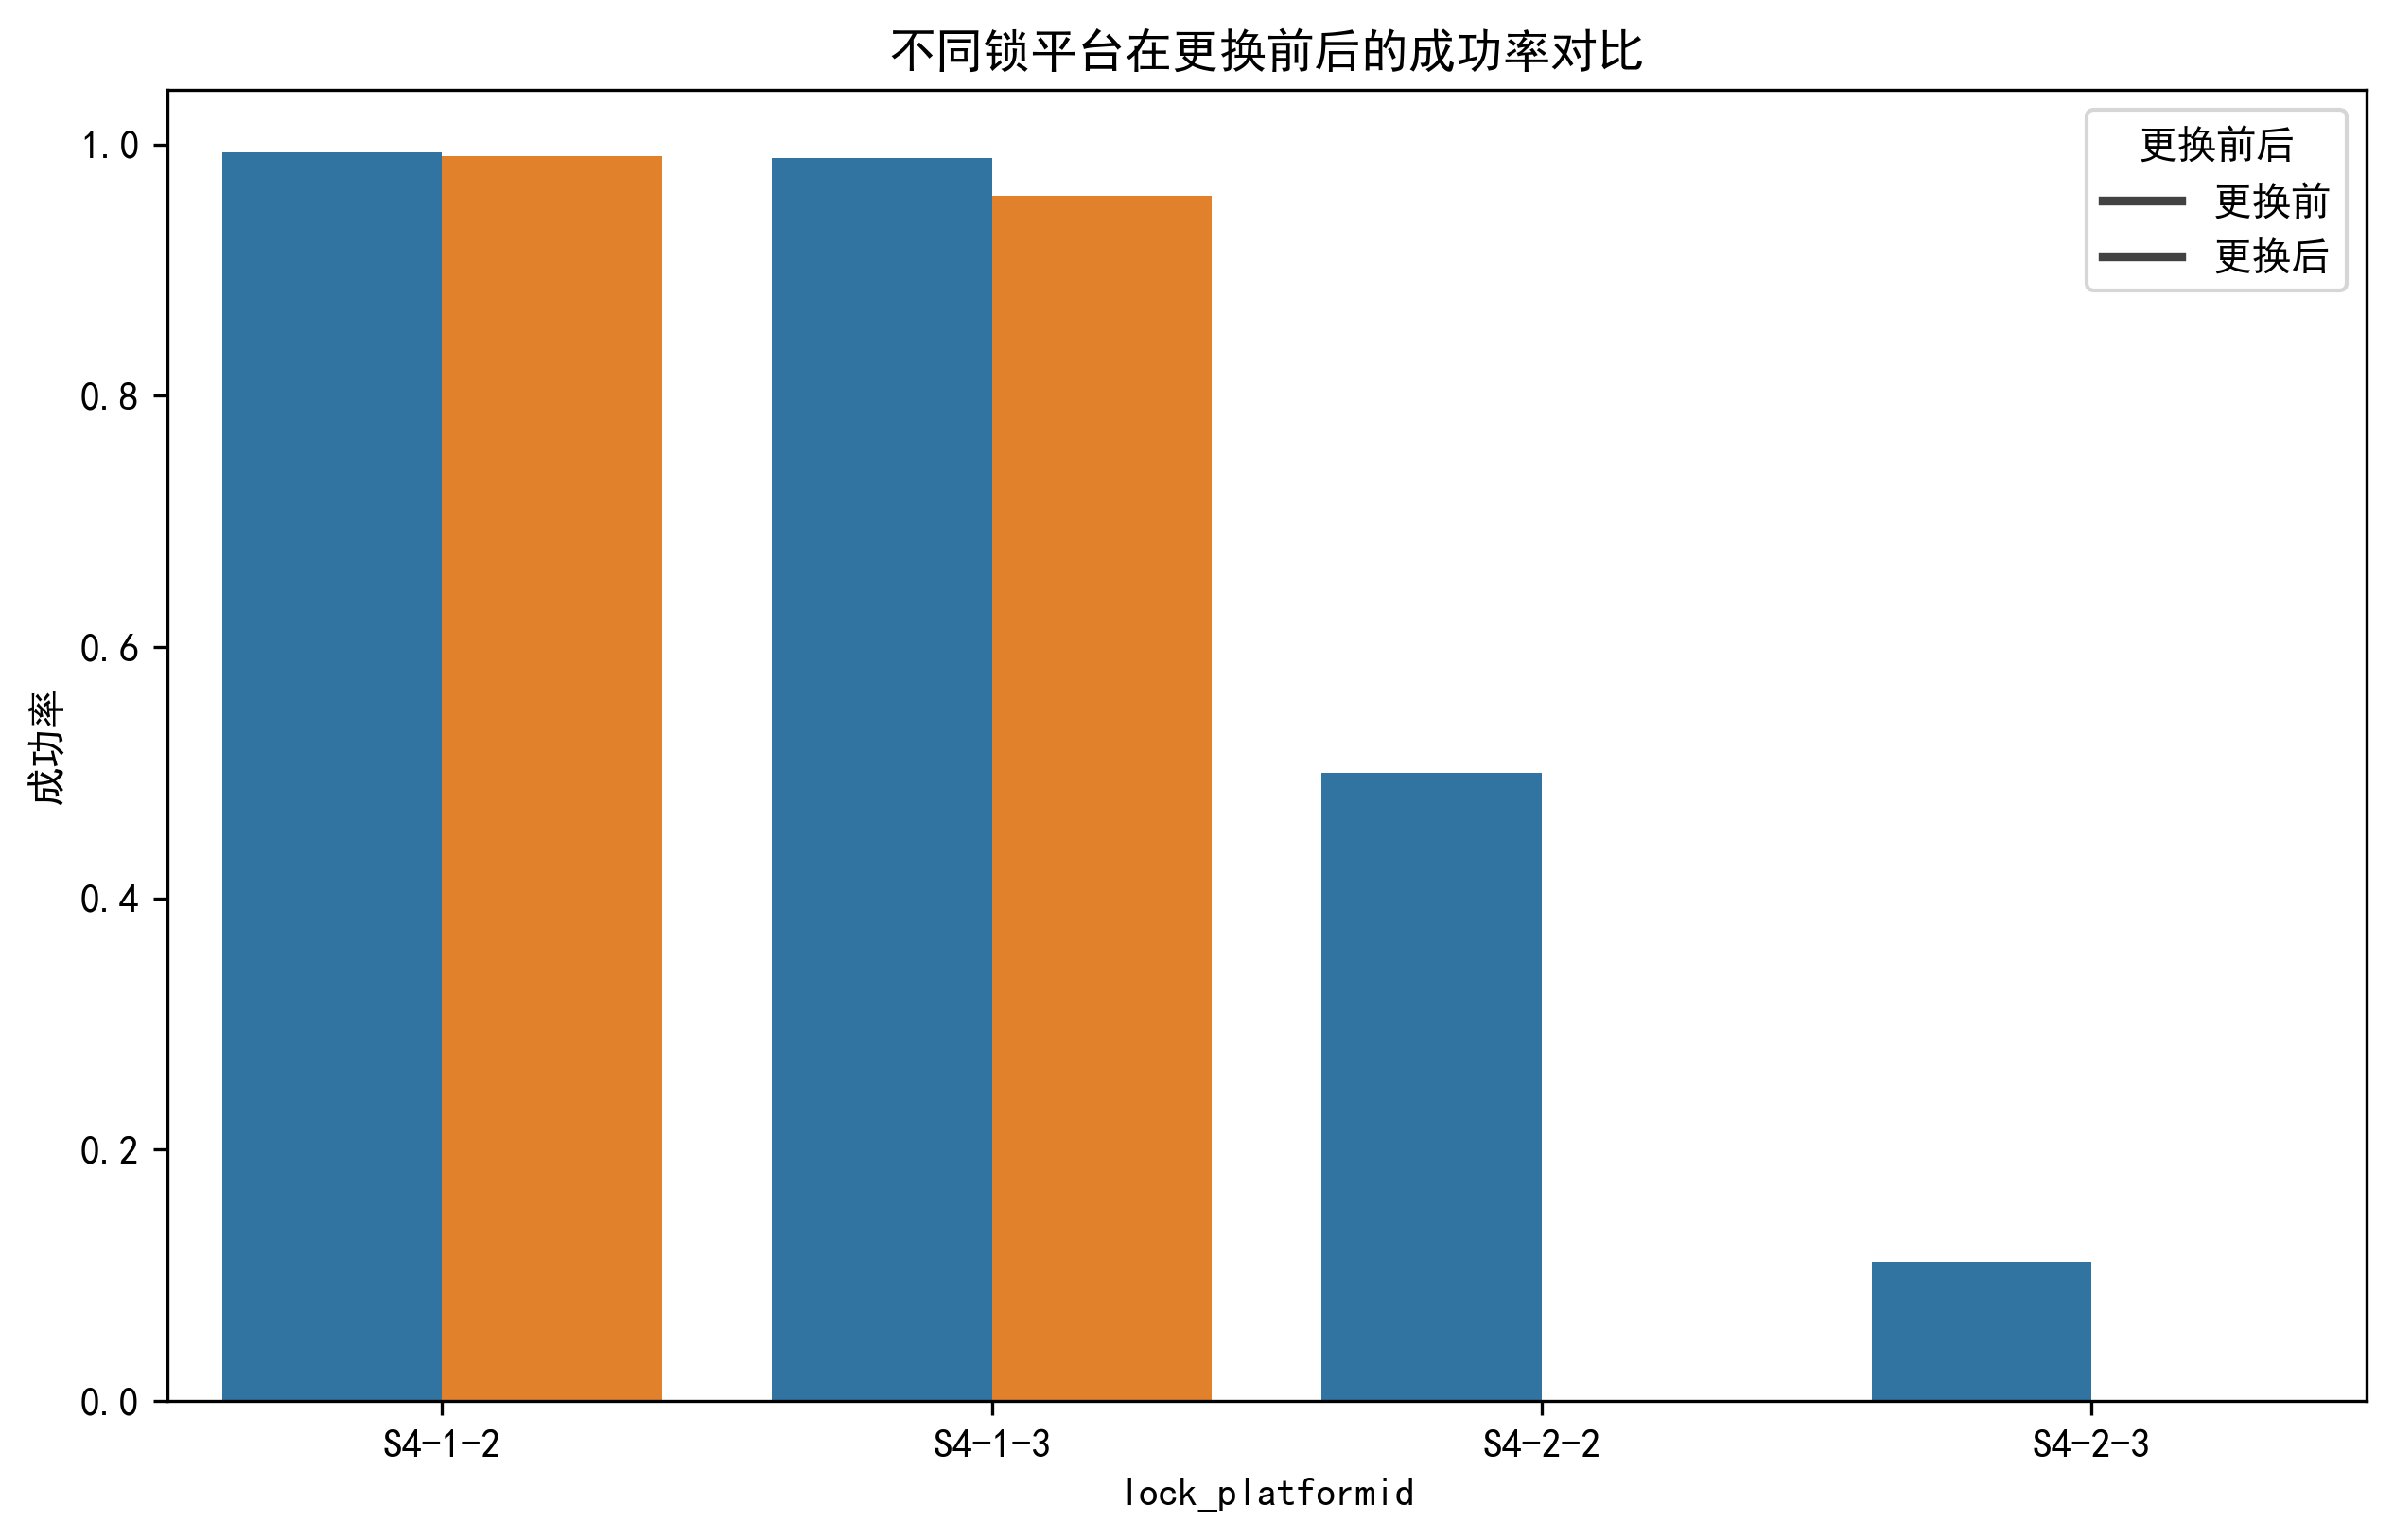 不同锁平台在更换前后的成功率对比
更换前后
更换前
更换后
成功率
1.0
0.8
0.6
0.4
0.2
0.0
S4-1-2
S4-1-3
S4-2-2
S4-2-3
lock_platformid